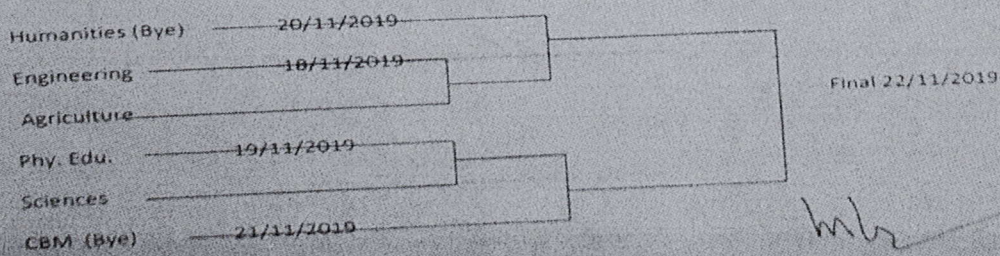 Humanities (Bye) 20/11/2019
Engineering 18/11/2019
Final 22/11/2019
Agriculture
Phy. Edu. 19/11/2019
Sciences
CBM (Bye) 21/11/2019